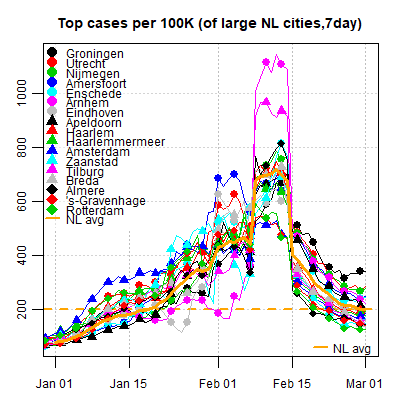 Top cases per 100K (of large NL cities,7day)
Groningen
Utrecht
Nijmegen
Amersfoort
Enschede
Arnhem
Eindhoven
Apeldoorn
Haarlem
Haarlemmermeer
Amsterdam
Zaanstad
Tilburg
Breda
Almere
's-Gravenhage
Rotterdam
NL avg
1000
800
600
400
200
NL avg
Jan 01 Jan 15 Feb 01 Feb 15 Mar 01